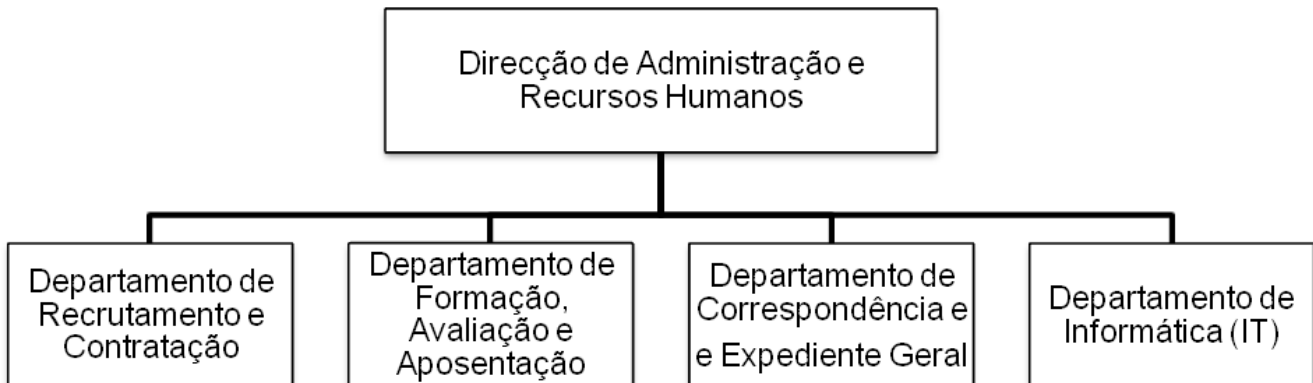 Direcção de Administração e
Recursos Humanos
Departamento de
Recrutamento e
Contratação
Departamento de
Formação,
Avaliação e
Aposentação
Departamento de
Correspondência e
e Expediente Geral
Departamento de
Informática (IT)